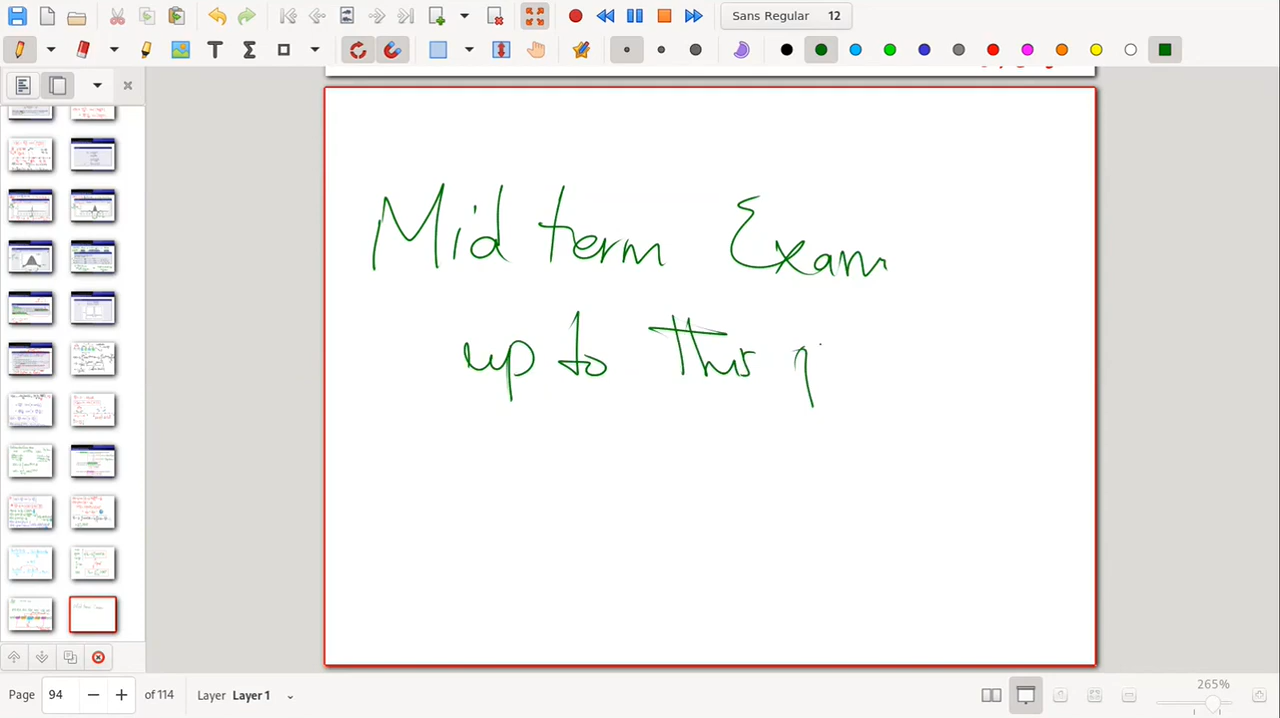 Sans Regular 12
Mid term Exam
up to this
Page 94 of 114 Layer Layer 1
265%